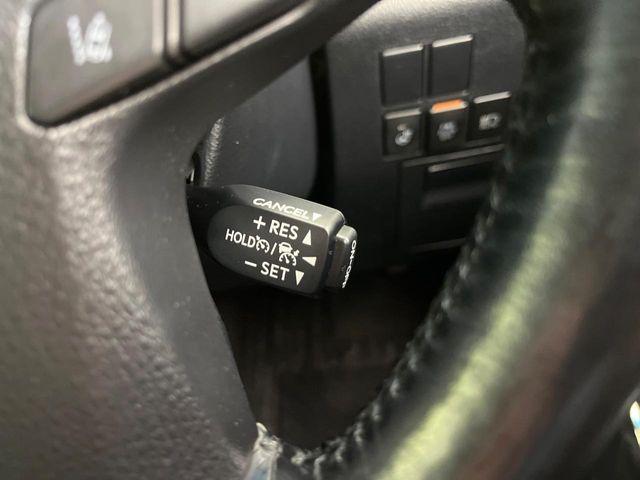 CANCEL
+ RES
HOLD /
- SET
ON-OFF